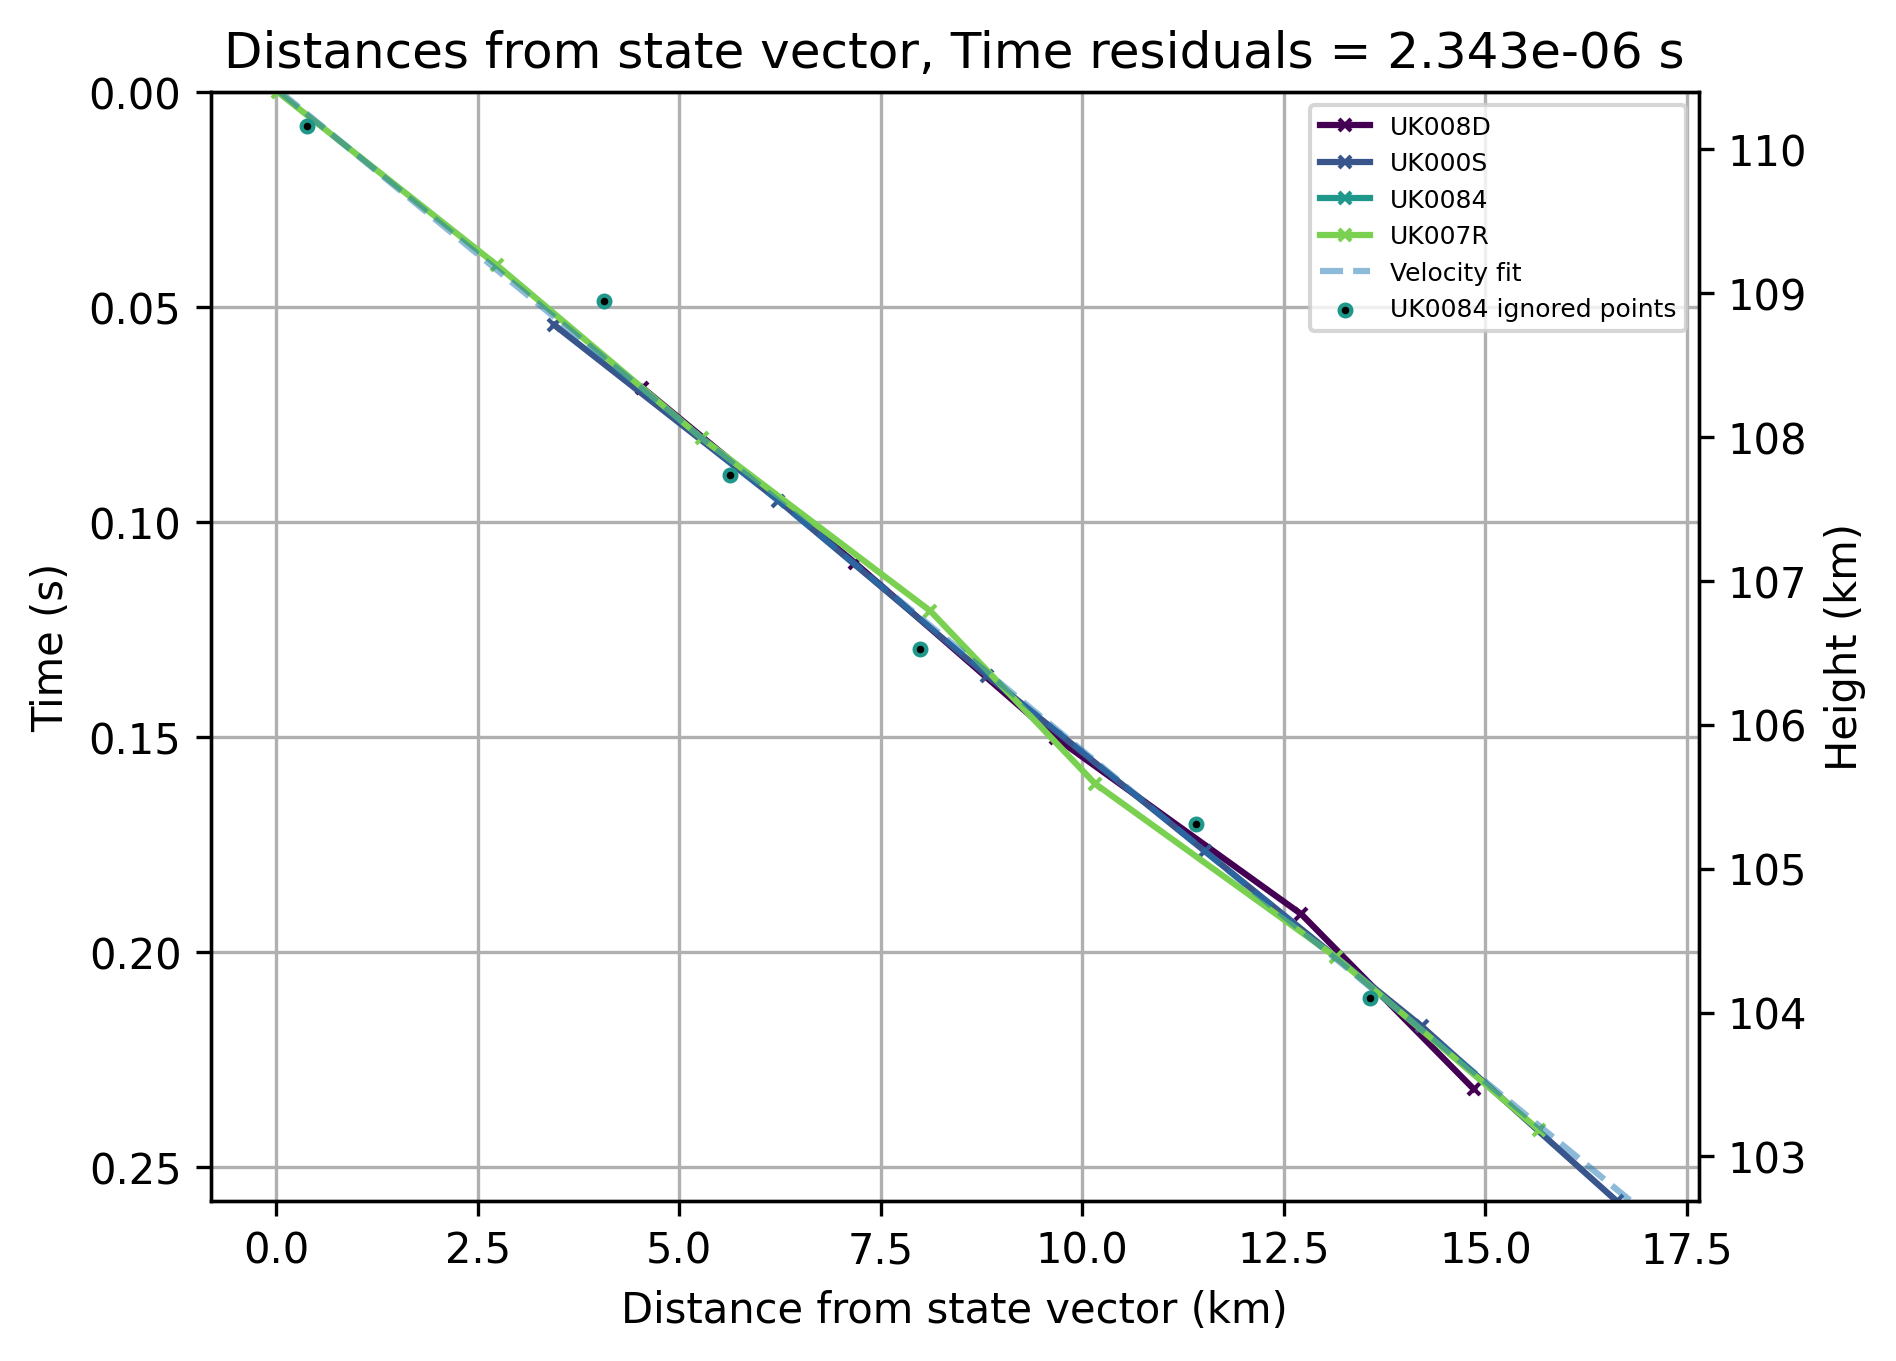 Distances from state vector, Time residuals = 2.343e-06 s
UK008D
UK000S
UK0084
UK007R
Velocity fit
UK0084 ignored points
Time (s)
0.00
0.05
0.10
0.15
0.20
0.25
Height (km)
110
109
108
107
106
105
104
103
0.0 2.5 5.0 7.5 10.0 12.5 15.0 17.5
Distance from state vector (km)